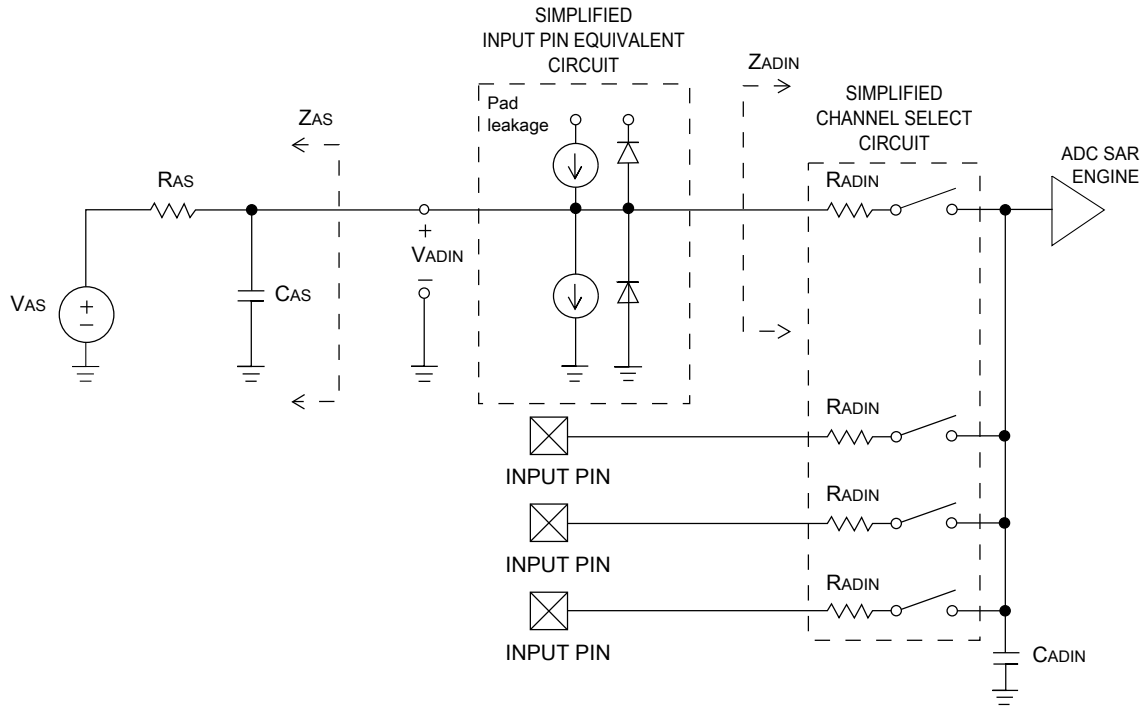 SIMPLIFIED
INPUT PIN EQUIVALENT
CIRCUIT
ZADIN
SIMPLIFIED
CHANNEL SELECT
CIRCUIT
Pad
leakage
ZAS
ADC SAR
ENGINE
RAS
RADIN
+
VADIN
−
VAS
+
−
CAS
RADIN
INPUT PIN
RADIN
INPUT PIN
RADIN
INPUT PIN
CADIN